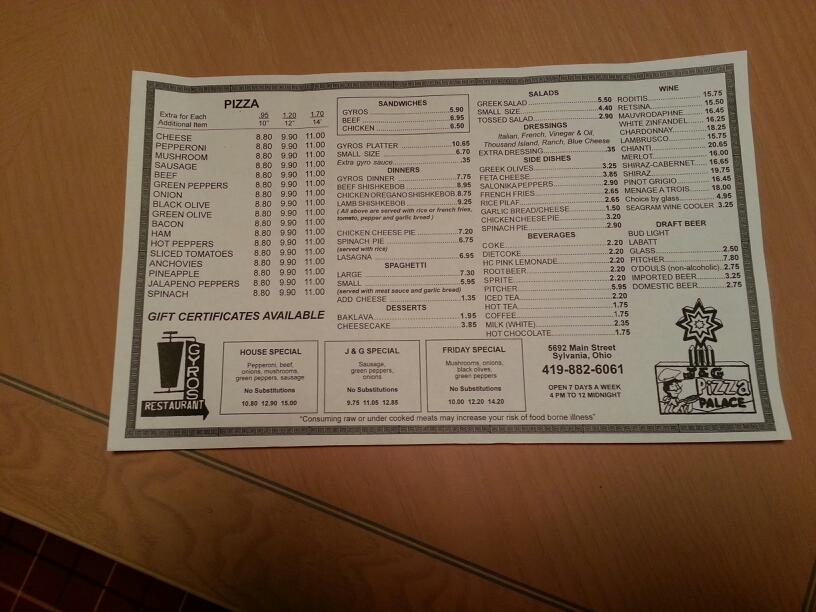 PIZZA
Extra for Each .95 1.20 1.70
Additional Item 10" 12" 14"
CHEESE 8.80 9.90 11.00
PEPPERONI 8.80 9.90 11.00
MUSHROOM 8.80 9.90 11.00
SAUSAGE 8.80 9.90 11.00
BEEF 8.80 9.90 11.00
GREEN PEPPERS 8.80 9.90 11.00
ONION 8.80 9.90 11.00
BLACK OLIVE 8.80 9.90 11.00
GREEN OLIVE 8.80 9.90 11.00
BACON 8.80 9.90 11.00
HAM 8.80 9.90 11.00
HOT PEPPERS 8.80 9.90 11.00
SLICED TOMATOES 8.80 9.90 11.00
ANCHOVIES 8.80 9.90 11.00
PINEAPPLE 8.80 9.90 11.00
JALAPENO PEPPERS 8.80 9.90 11.00
SPINACH 8.80 9.90 11.00
GIFT CERTIFICATES AVAILABLE
SANDWICHES
GYROS 5.90
BEEF 6.95
CHICKEN 6.50
GYROS PLATTER 10.65
SMALL SIZE 6.70
Extra gyro sauce .35
DINNERS
GYROS DINNER 7.75
BEEF SHISHKEBOB 8.95
CHICKEN OREGANO SHISHKEBOB 8.75
LAMB SHISHKEBOB 9.25
( All above are served with rice or french fries,
tomato, pepper and garlic bread )
CHICKEN CHEESE PIE 7.20
SPINACH PIE 6.75
(served with rice)
LASAGNA 6.95
SPAGHETTI
LARGE 7.30
SMALL 5.95
(served with meat sauce and garlic bread)
ADD CHEESE 1.35
DESSERTS
BAKLAVA 1.95
CHEESECAKE 3.85
SALADS
GREEK SALAD 5.50
SMALL SIZE 4.40
TOSSED SALAD 2.90
DRESSINGS
Italian, French, Vinegar & Oil,
Thousand Island, Ranch, Blue Cheese
EXTRA DRESSING .35
SIDE DISHES
GREEK OLIVES 3.25
FETA CHEESE 3.85
SALONIKA PEPPERS 2.90
FRENCH FRIES 2.65
RICE PILAF 2.65
GARLIC BREAD/CHEESE 1.50
CHICKEN CHEESE PIE 3.20
SPINACH PIE 2.90
BEVERAGES
COKE 2.20
DIET COKE 2.20
HC PINK LEMONADE 2.20
ROOT BEER 2.20
SPRITE 2.20
PITCHER 5.95
ICED TEA 2.20
HOT TEA 1.75
COFFEE 1.75
MILK (WHITE) 2.35
HOT CHOCOLATE 1.75
WINE
RODITIS 15.75
RETSINA 15.50
MAUVRODAPHNE 16.45
WHITE ZINFANDEL 16.25
CHARDONNAY 18.25
LAMBRUSCO 15.75
CHIANTI 20.65
MERLOT 16.00
SHIRAZ-CABERNET 16.65
SHIRAZ 19.75
PINOT GRIGIO 16.45
MENAGE A TROIS 18.00
Choice by glass 4.95
SEAGRAM WINE COOLER 3.25
DRAFT BEER
BUD LIGHT
LABATT
GLASS 2.50
PITCHER 7.80
O'DOULS (non-alcoholic) 2.75
IMPORTED BEER 3.25
DOMESTIC BEER 2.75
GYROS
RESTAURANT
HOUSE SPECIAL
Pepperoni, beef,
onions, mushrooms,
green peppers, sausage
No Substitutions
10.80 12.90 15.00
J & G SPECIAL
Sausage,
green peppers,
onions
No Substitutions
9.75 11.05 12.85
FRIDAY SPECIAL
Mushrooms, onions,
black olives,
green peppers
No Substitutions
10.00 12.20 14.20
5692 Main Street
Sylvania, Ohio
419-882-6061
OPEN 7 DAYS A WEEK
4 PM TO 12 MIDNIGHT
J & G
Pizza
PALACE
"Consuming raw or under cooked meats may increase your risk of food borne illness"